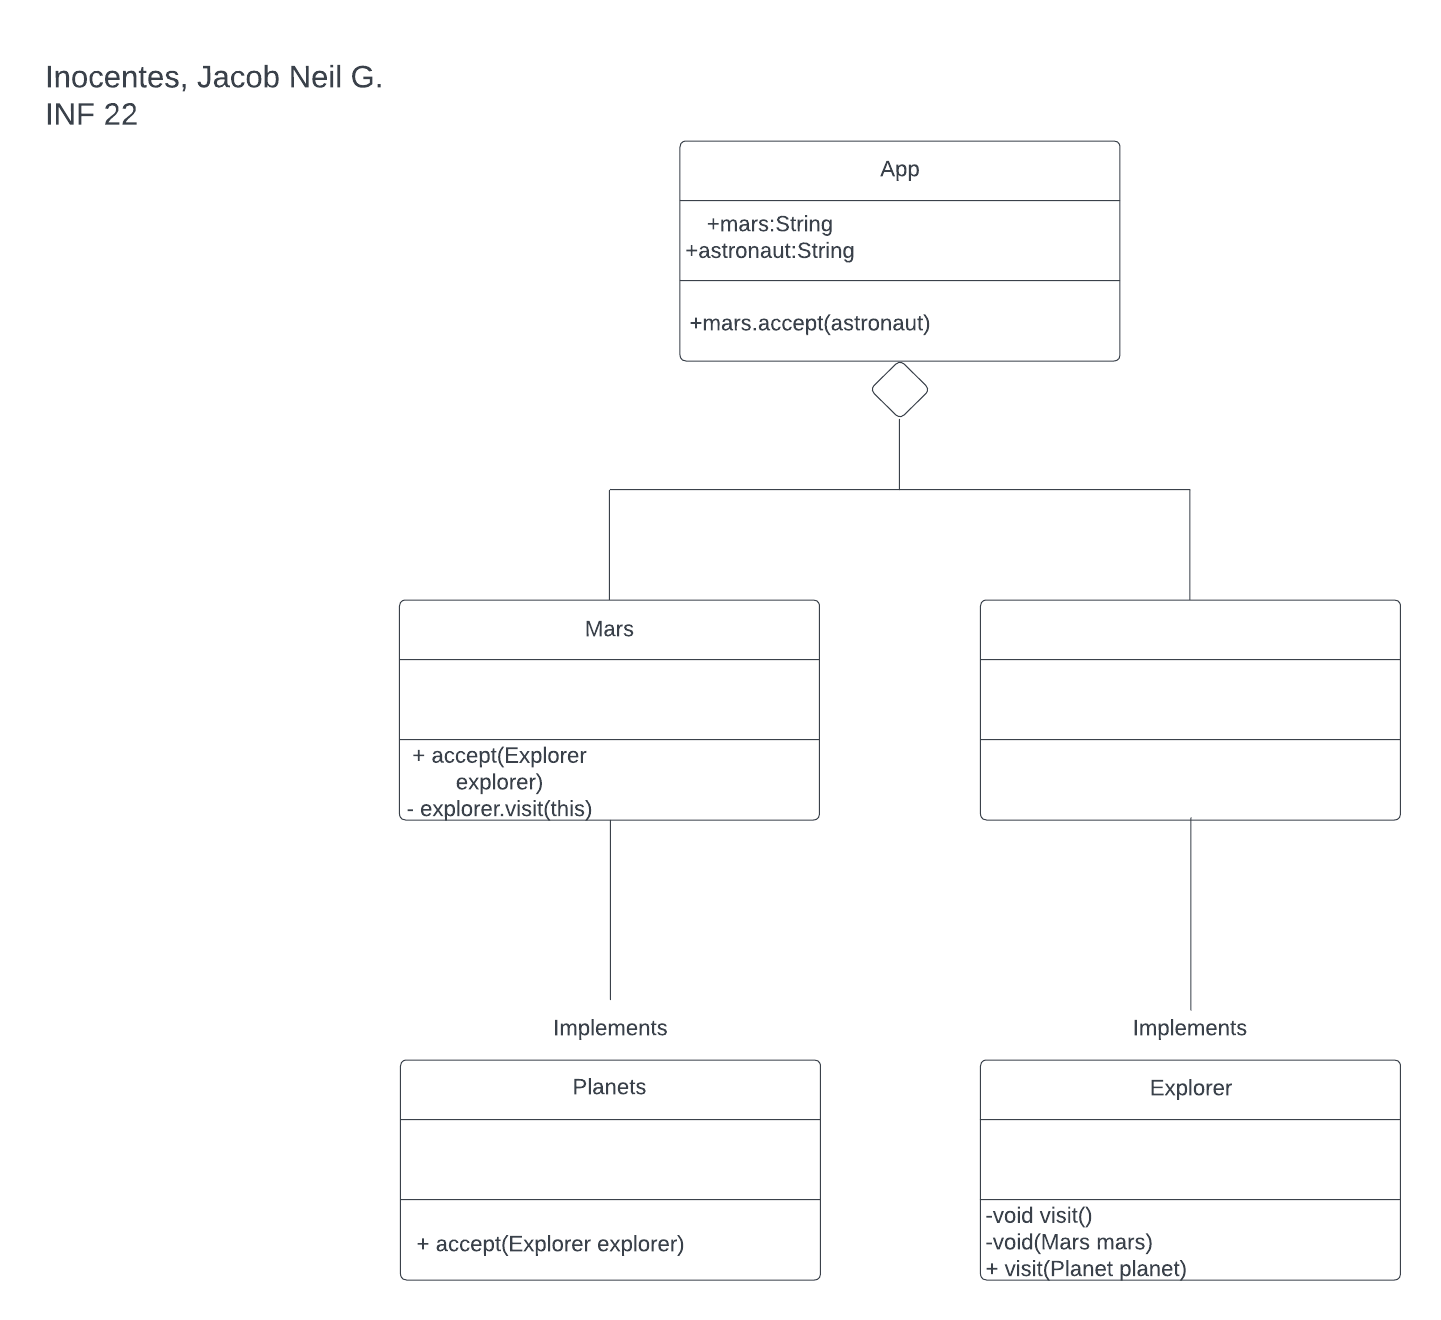 Inocentes, Jacob Neil G.
INF 22
App
+mars:String
+astronaut:String
+mars.accept(astronaut)
Mars
+ accept(Explorer
explorer)
- explorer.visit(this)
Implements
Implements
Planets
+ accept(Explorer explorer)
Explorer
-void visit()
-void(Mars mars)
+ visit(Planet planet)